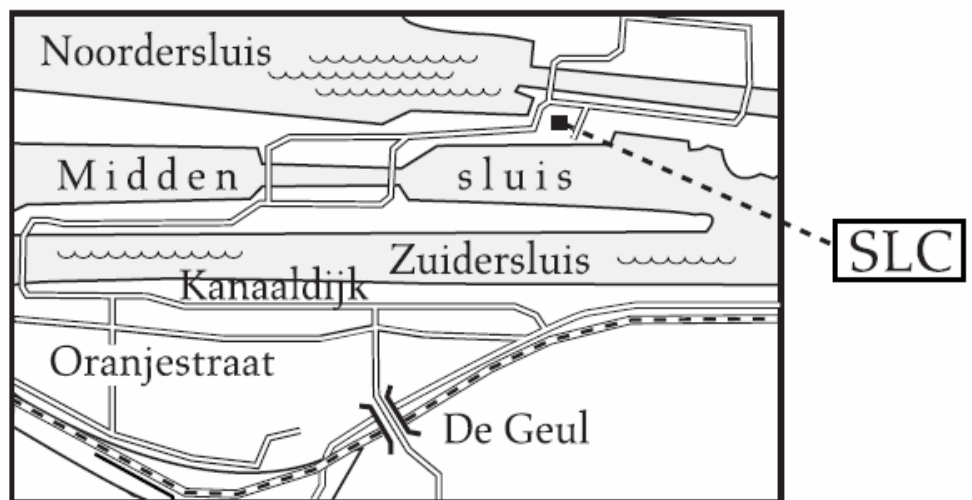 Noordersluis
Midden sluis
SLC
Zuidersluis
Kanaaldijk
Oranjestraat
De Geul